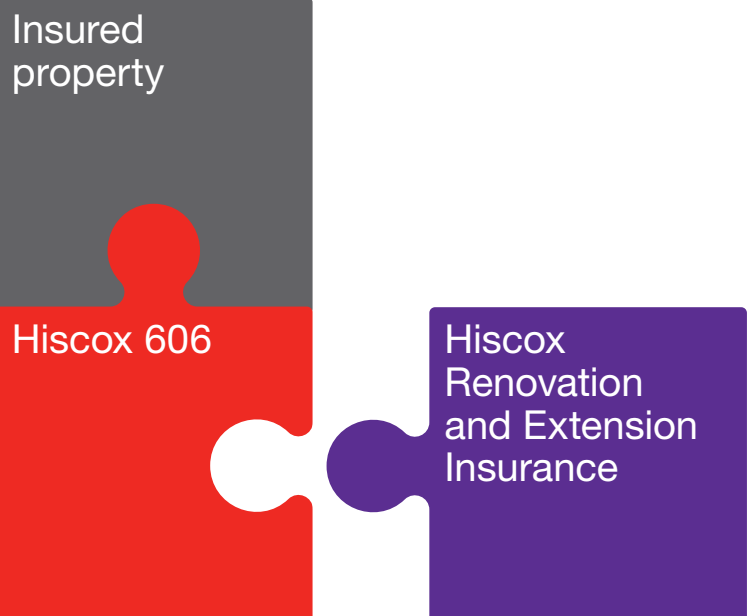 Insured
property
Hiscox 606
Hiscox
Renovation
and Extension
Insurance